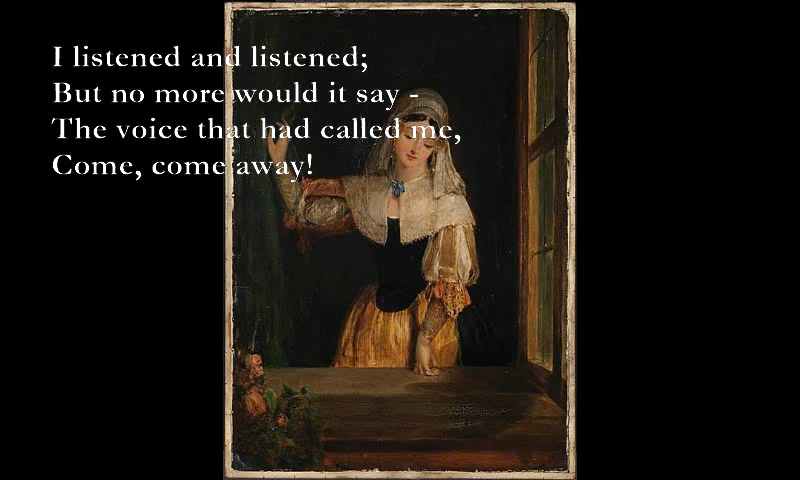 I listened and listened;
But no more would it say -
The voice that had called me,
Come, come away!